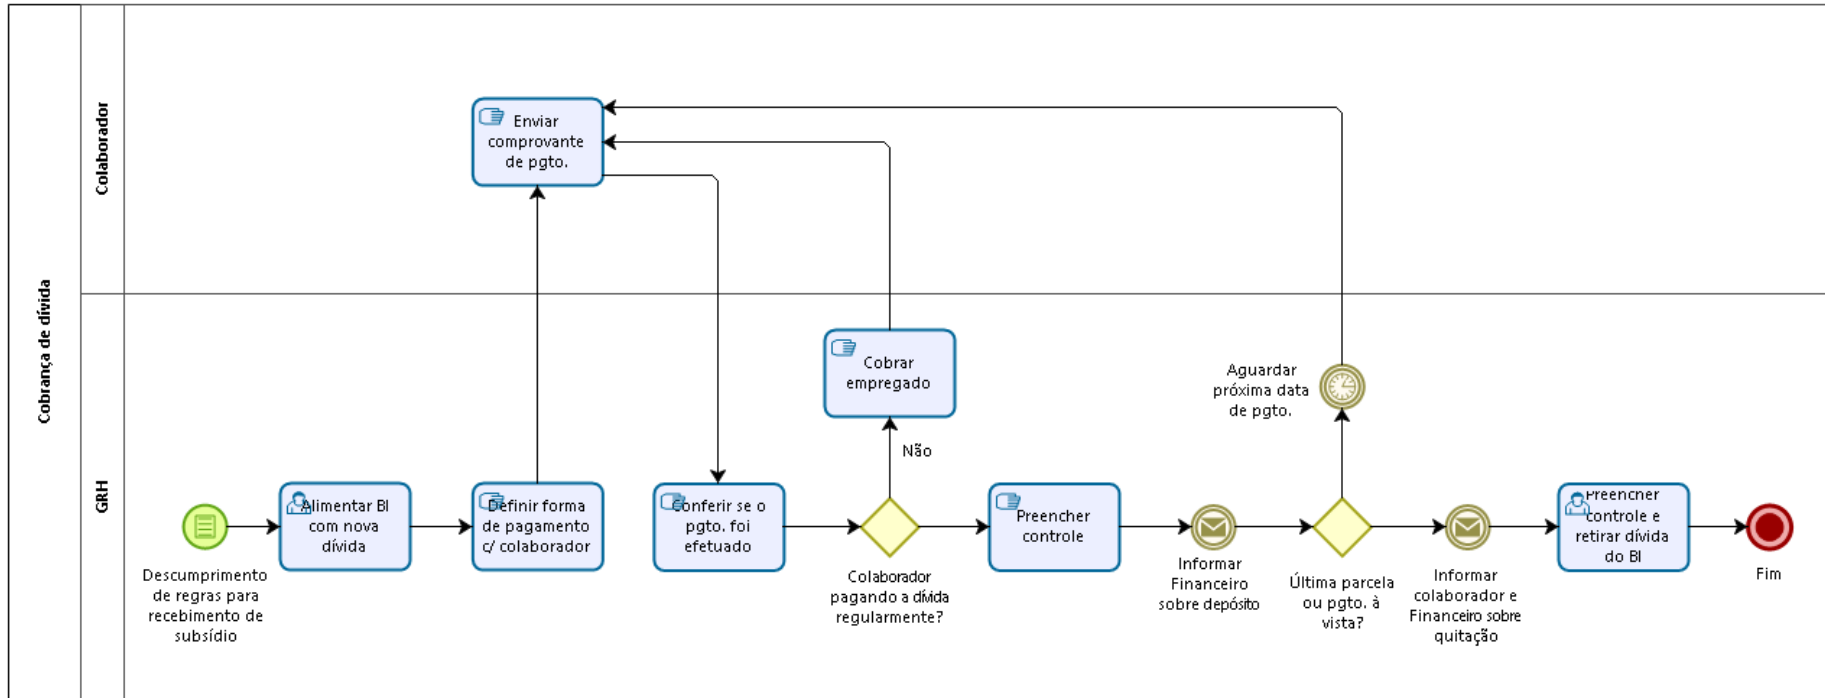 Cobrança de dívida
Colaborador
GRH
Enviar
comprovante
de pgto.
Cobrar
empregado
Não
Aguardar
próxima data
de pgto.
Descumprimento
de regras para
recebimento de
subsídio
Alimentar BI
com nova
dívida
Definir forma
de pagamento
c/ colaborador
Conferir se o
pgto. foi
efetuado
Colaborador
pagando a dívida
regularmente?
Preencher
controle
Informar
Financeiro
sobre depósito
Última parcela
ou pgto. à
vista?
Informar
colaborador e
Financeiro sobre
quitação
Preencher
controle e
retirar dívida
do BI
Fim